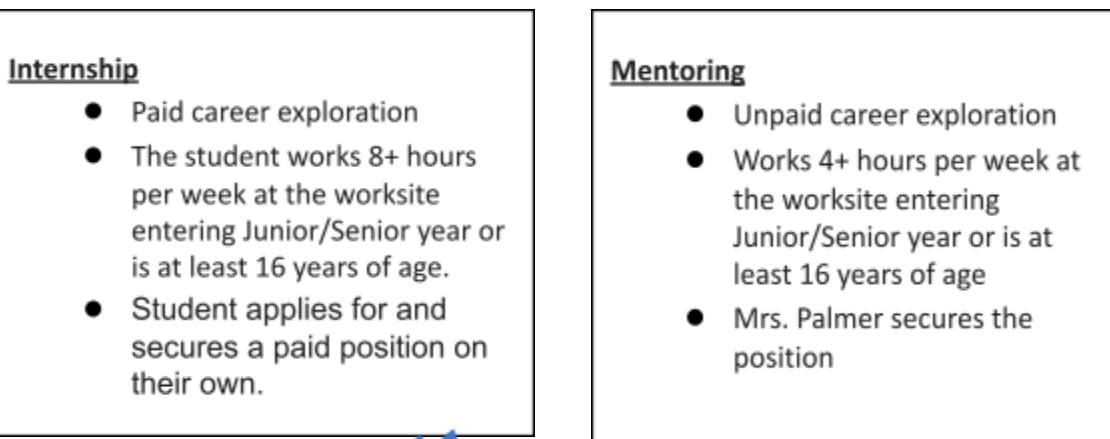 Internship
● Paid career exploration
● The student works 8+ hours
per week at the worksite
entering Junior/Senior year or
is at least 16 years of age.
● Student applies for and
secures a paid position on
their own.
Mentoring
● Unpaid career exploration
● Works 4+ hours per week at
the worksite entering
Junior/Senior year or is at
least 16 years of age
● Mrs. Palmer secures the
position